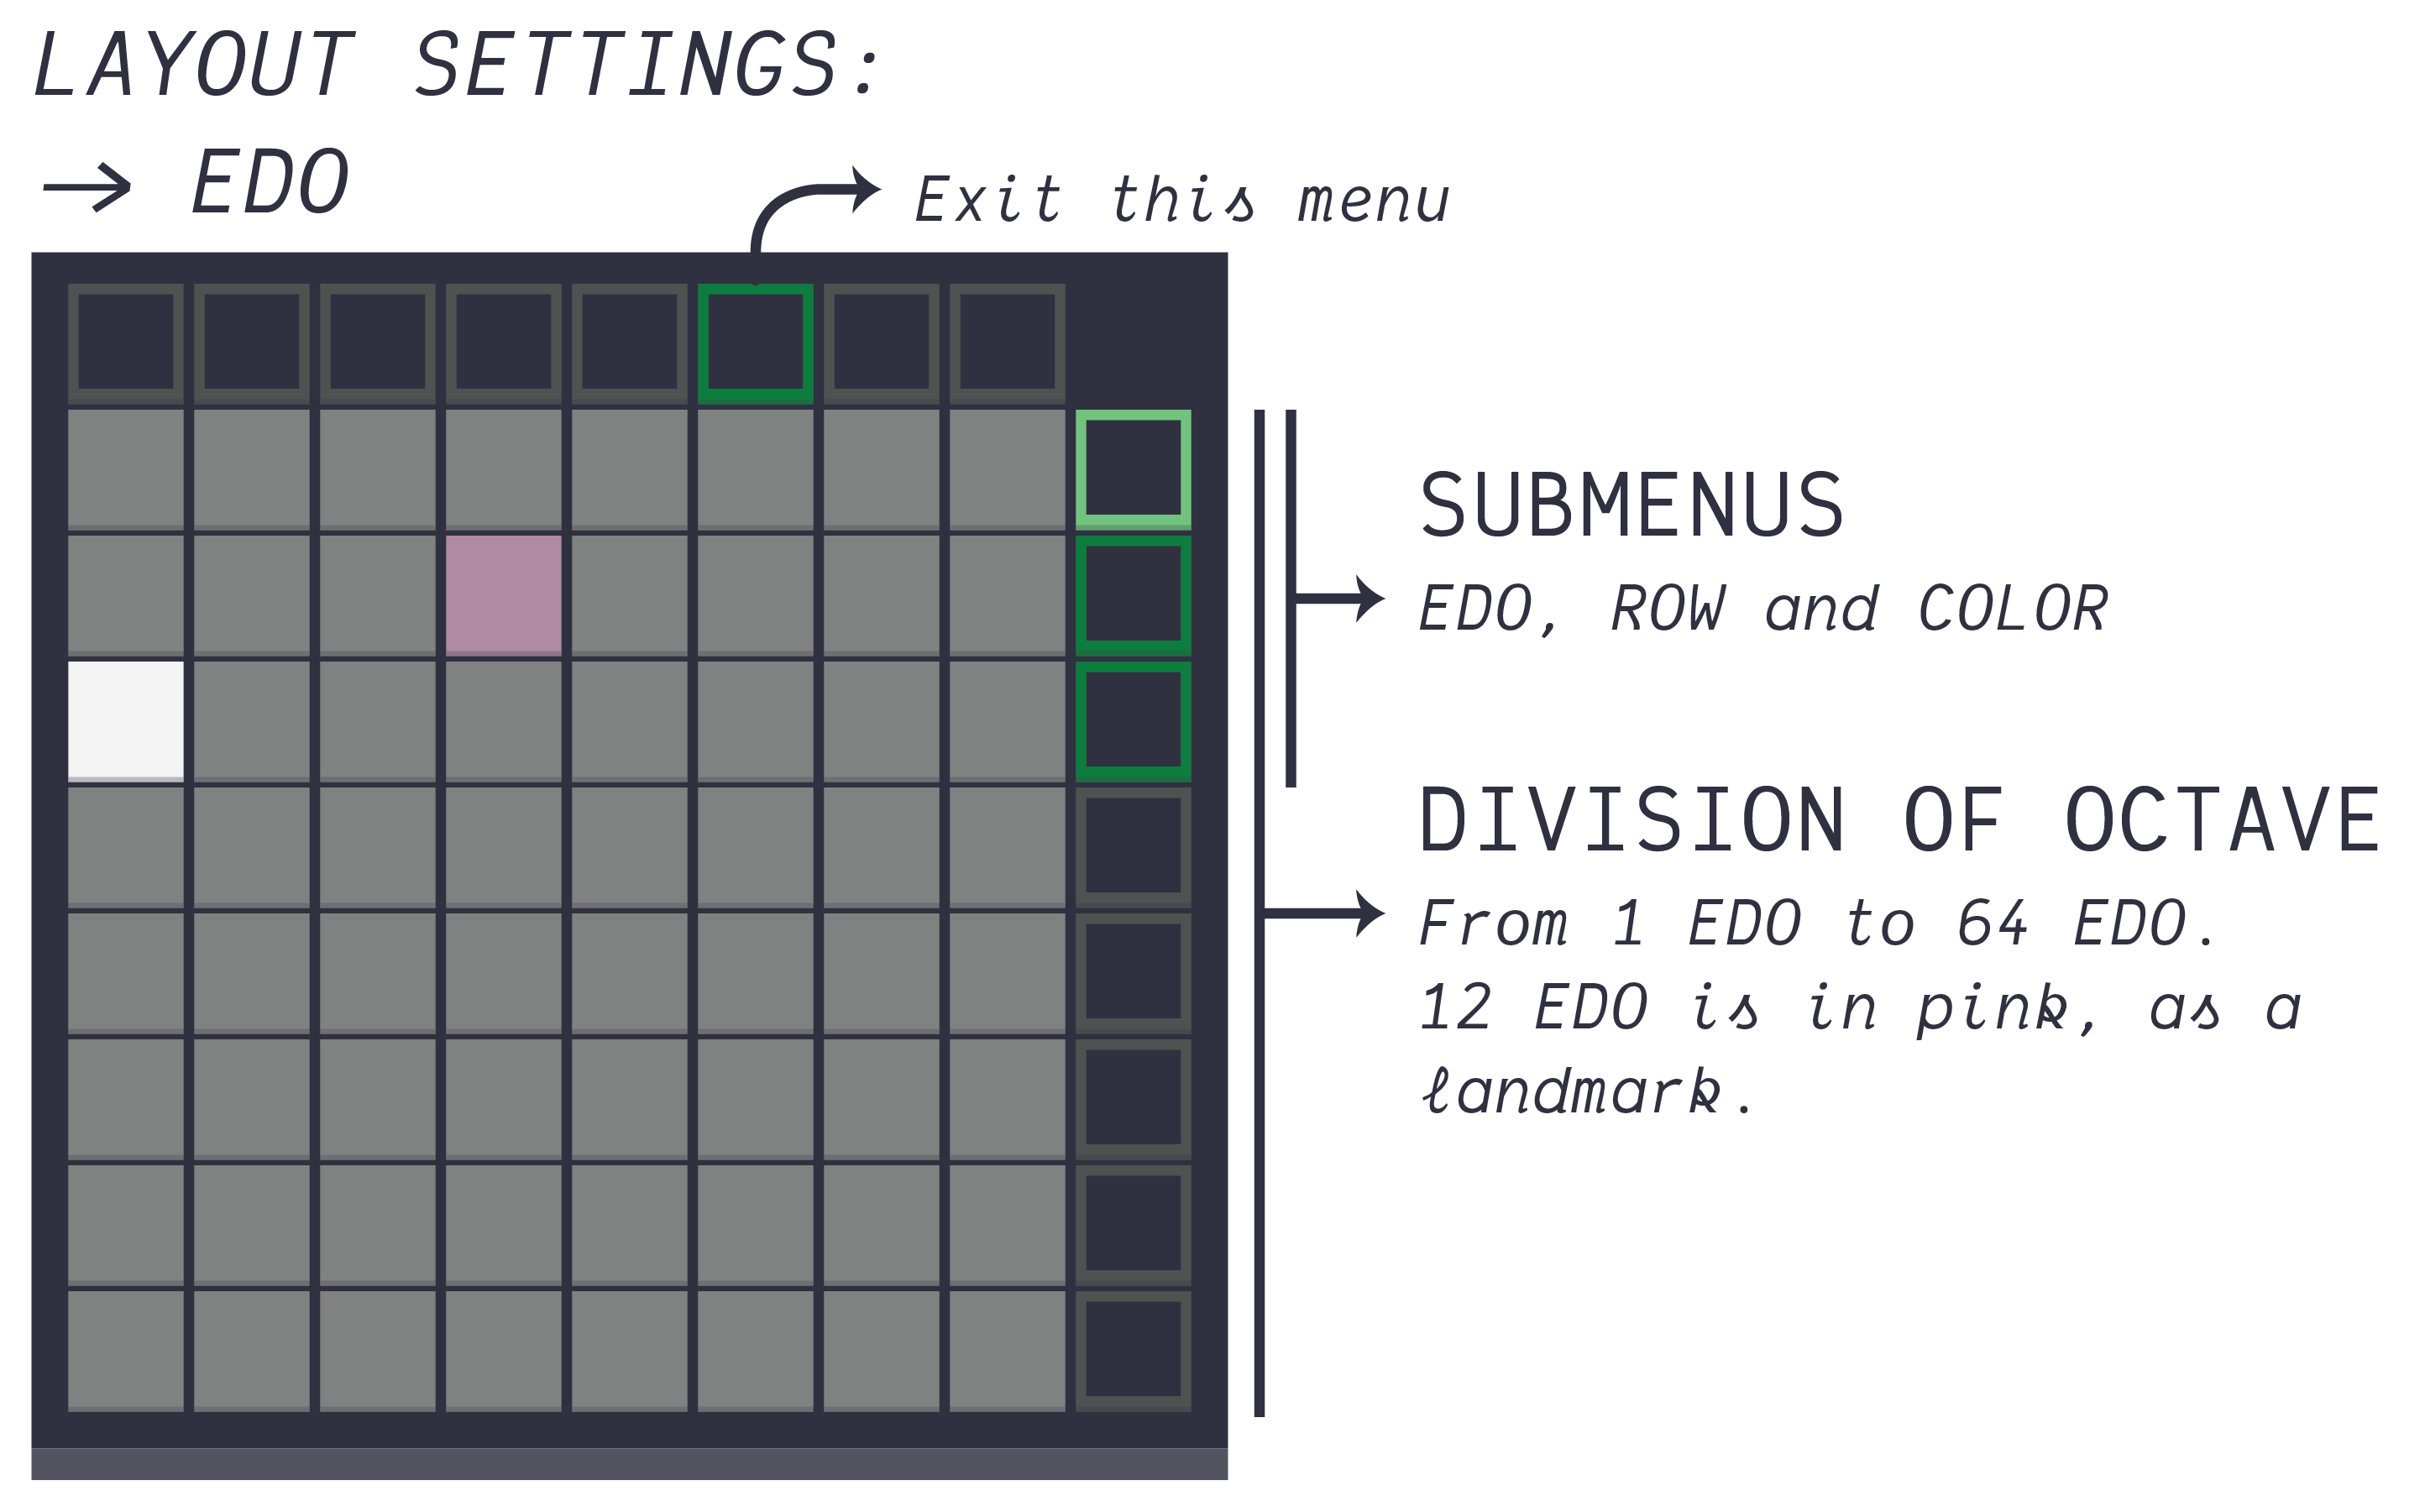 LAYOUT SETTINGS:
→ EDO
Exit this menu
SUBMENUS
EDO, ROW and COLOR
DIVISION OF OCTAVE
From 1 EDO to 64 EDO.
12 EDO is in pink, as a
landmark.